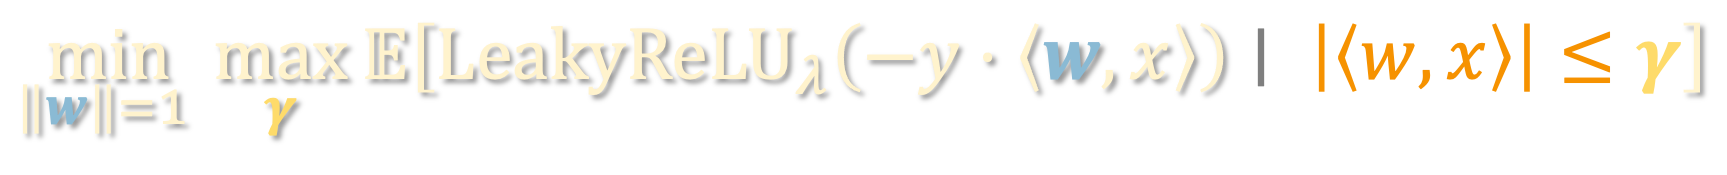 min max 𝔼[LeakyReLU_λ(−y · ⟨w, x⟩) | |⟨w, x⟩| ≤ γ]
‖w‖=1 γ